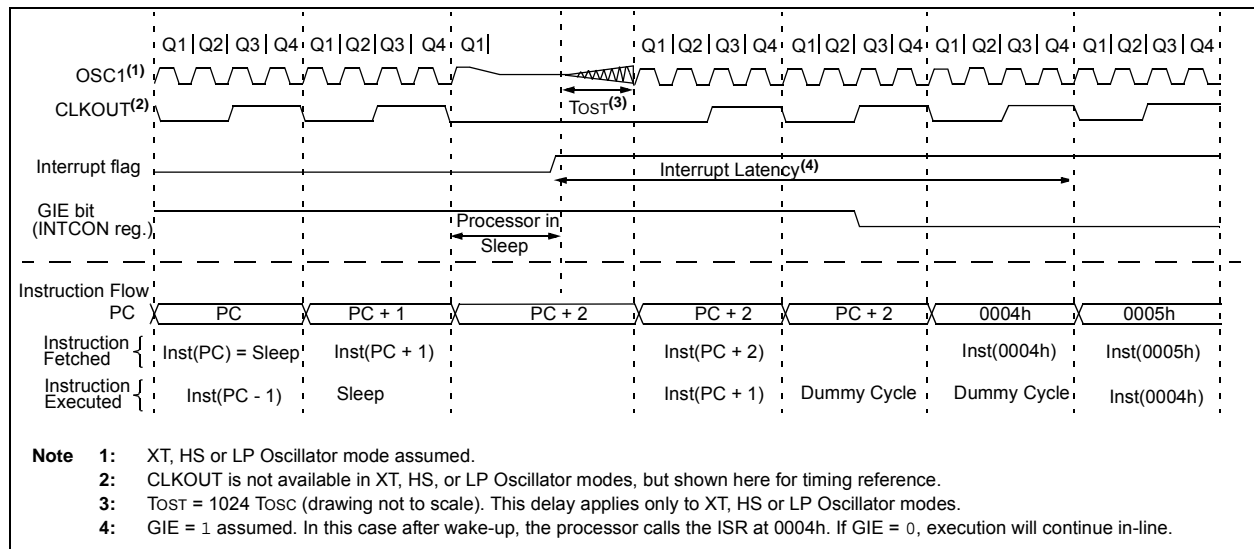 Q1 Q2 Q3 Q4 Q1 Q2 Q3 Q4 Q1 Q1 Q2 Q3 Q4 Q1 Q2 Q3 Q4 Q1 Q2 Q3 Q4 Q1 Q2 Q3 Q4
OSC1(1)
TOST(3)
CLKOUT(2)
Interrupt flag
Interrupt Latency(4)
GIE bit
(INTCON reg.)
Processor in
Sleep
Instruction Flow
PC PC PC + 1 PC + 2 PC + 2 PC + 2 0004h 0005h
Instruction
Fetched { Inst(PC) = Sleep Inst(PC + 1) Inst(PC + 2) Inst(0004h) Inst(0005h)
Instruction
Executed { Inst(PC - 1) Sleep Inst(PC + 1) Dummy Cycle Dummy Cycle Inst(0004h)
Note 1: XT, HS or LP Oscillator mode assumed.
2: CLKOUT is not available in XT, HS, or LP Oscillator modes, but shown here for timing reference.
3: TOST = 1024 TOSC (drawing not to scale). This delay applies only to XT, HS or LP Oscillator modes.
4: GIE = 1 assumed. In this case after wake-up, the processor calls the ISR at 0004h. If GIE = 0, execution will continue in-line.